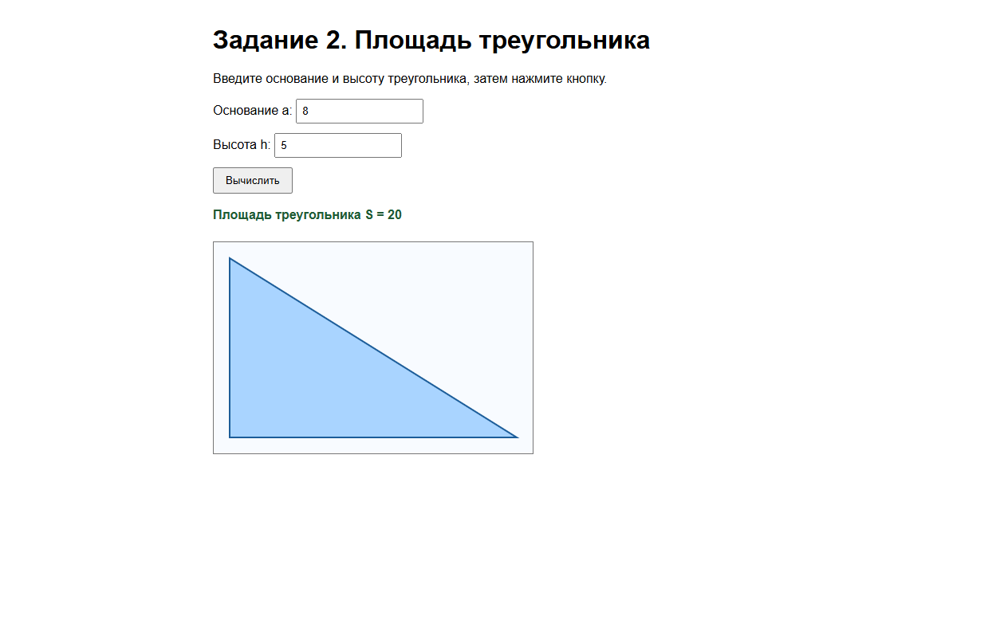 Задание 2. Площадь треугольника
Введите основание и высоту треугольника, затем нажмите кнопку.
Основание a: 8
Высота h: 5
Вычислить
Площадь треугольника S = 20